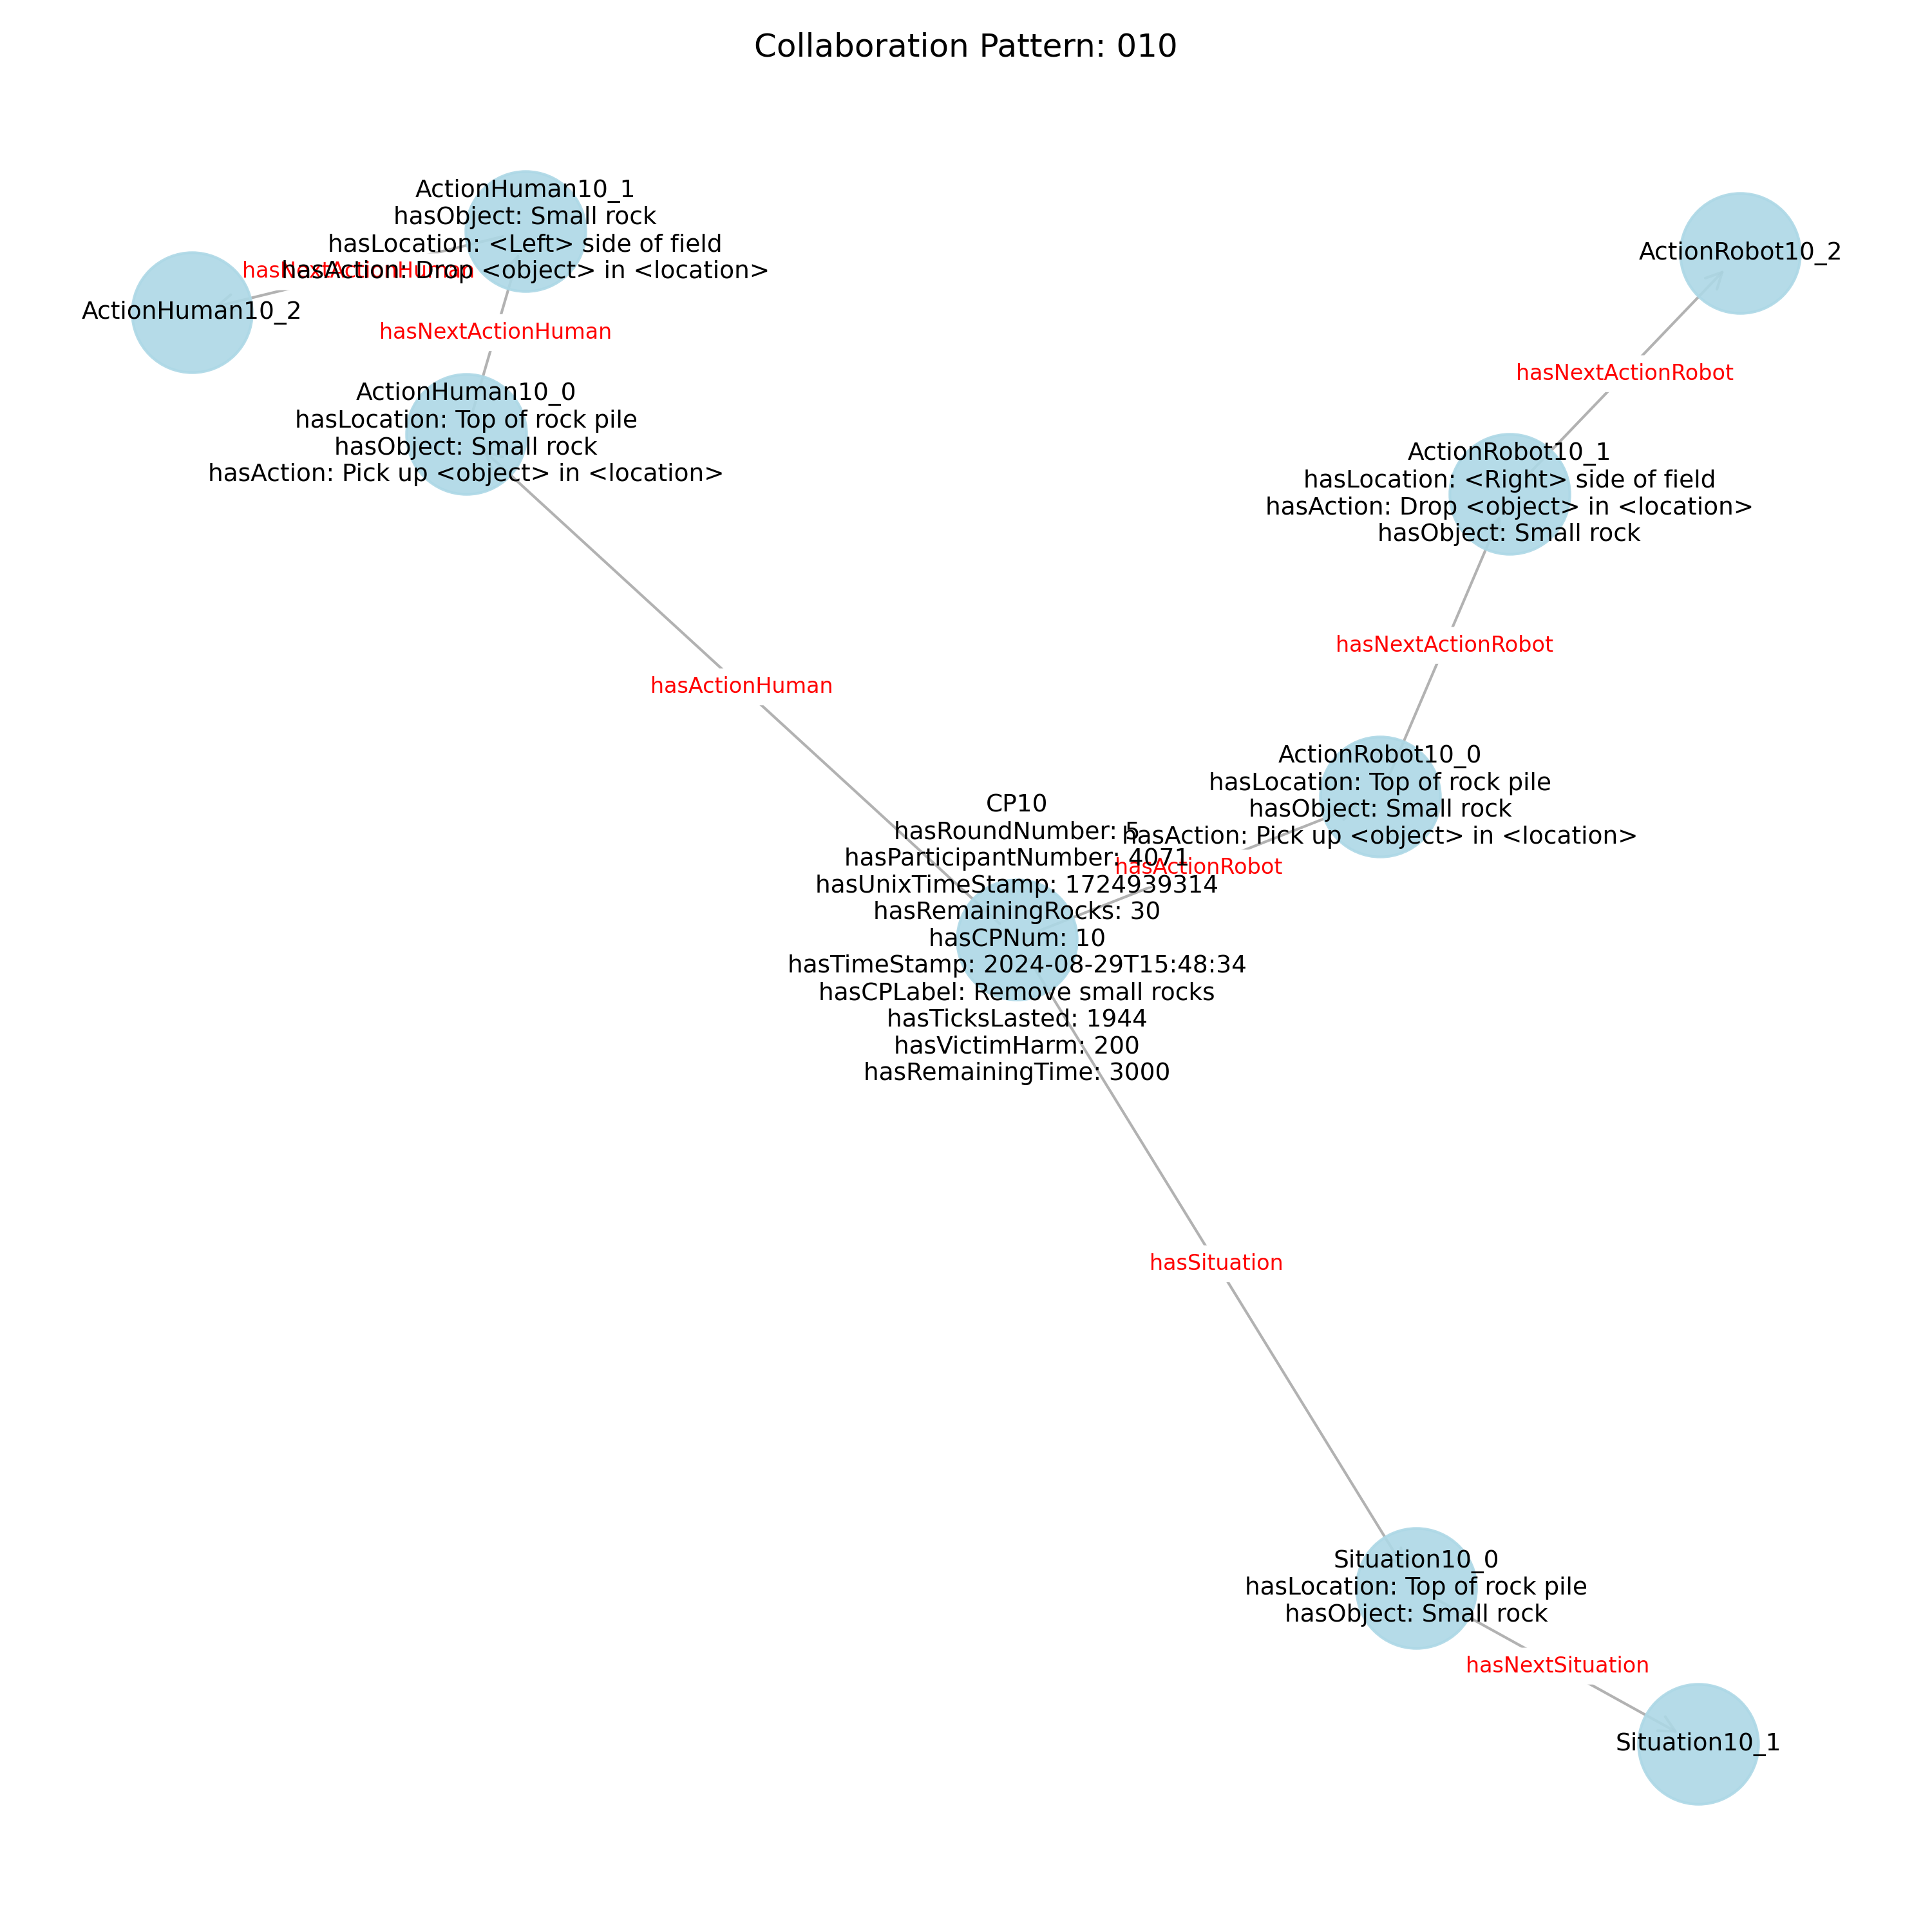 Collaboration Pattern: 010
ActionHuman10_1
hasObject: Small rock
hasLocation: <Left> side of field
hasAction: Drop <object> in <location>
hasNextActionHuman
ActionHuman10_2
hasNextActionHuman
ActionHuman10_0
hasLocation: Top of rock pile
hasObject: Small rock
hasAction: Pick up <object> in <location>
ActionRobot10_2
hasNextActionRobot
ActionRobot10_1
hasLocation: <Right> side of field
hasAction: Drop <object> in <location>
hasObject: Small rock
hasNextActionRobot
hasActionHuman
ActionRobot10_0
hasLocation: Top of rock pile
hasObject: Small rock
hasAction: Pick up <object> in <location>
hasActionRobot
CP10
hasRoundNumber: 5
hasParticipantNumber: 4071
hasUnixTimeStamp: 1724939314
hasRemainingRocks: 30
hasCPNum: 10
hasTimeStamp: 2024-08-29T15:48:34
hasCPLabel: Remove small rocks
hasTicksLasted: 1944
hasVictimHarm: 200
hasRemainingTime: 3000
hasSituation
Situation10_0
hasLocation: Top of rock pile
hasObject: Small rock
hasNextSituation
Situation10_1